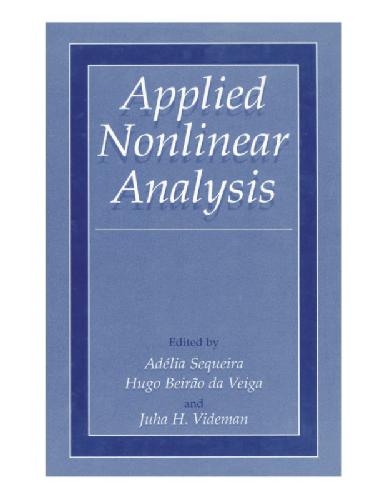 Applied
Nonlinear
Analysis
Edited by
Adélia Sequeira
Hugo Beirão da Veiga
and
Juha H. Videman